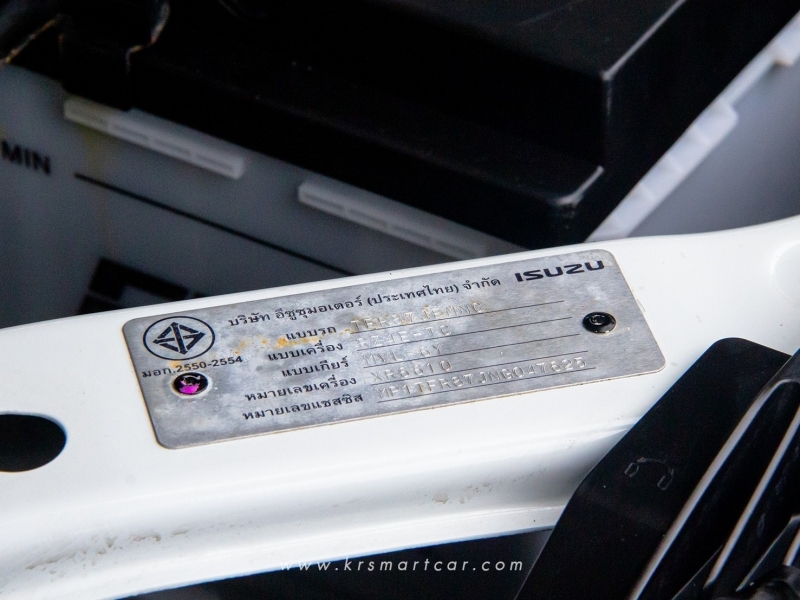 MIN
บริษัท อีซูซุมอเตอร์ (ประเทศไทย) จำกัด ISUZU
มอก.2550-2554
แบบรถ
แบบเครื่อง
แบบเกียร์
หมายเลขเครื่อง
หมายเลขแชสซิส MP1TFR87JNG047625
www.krsmartcar.com